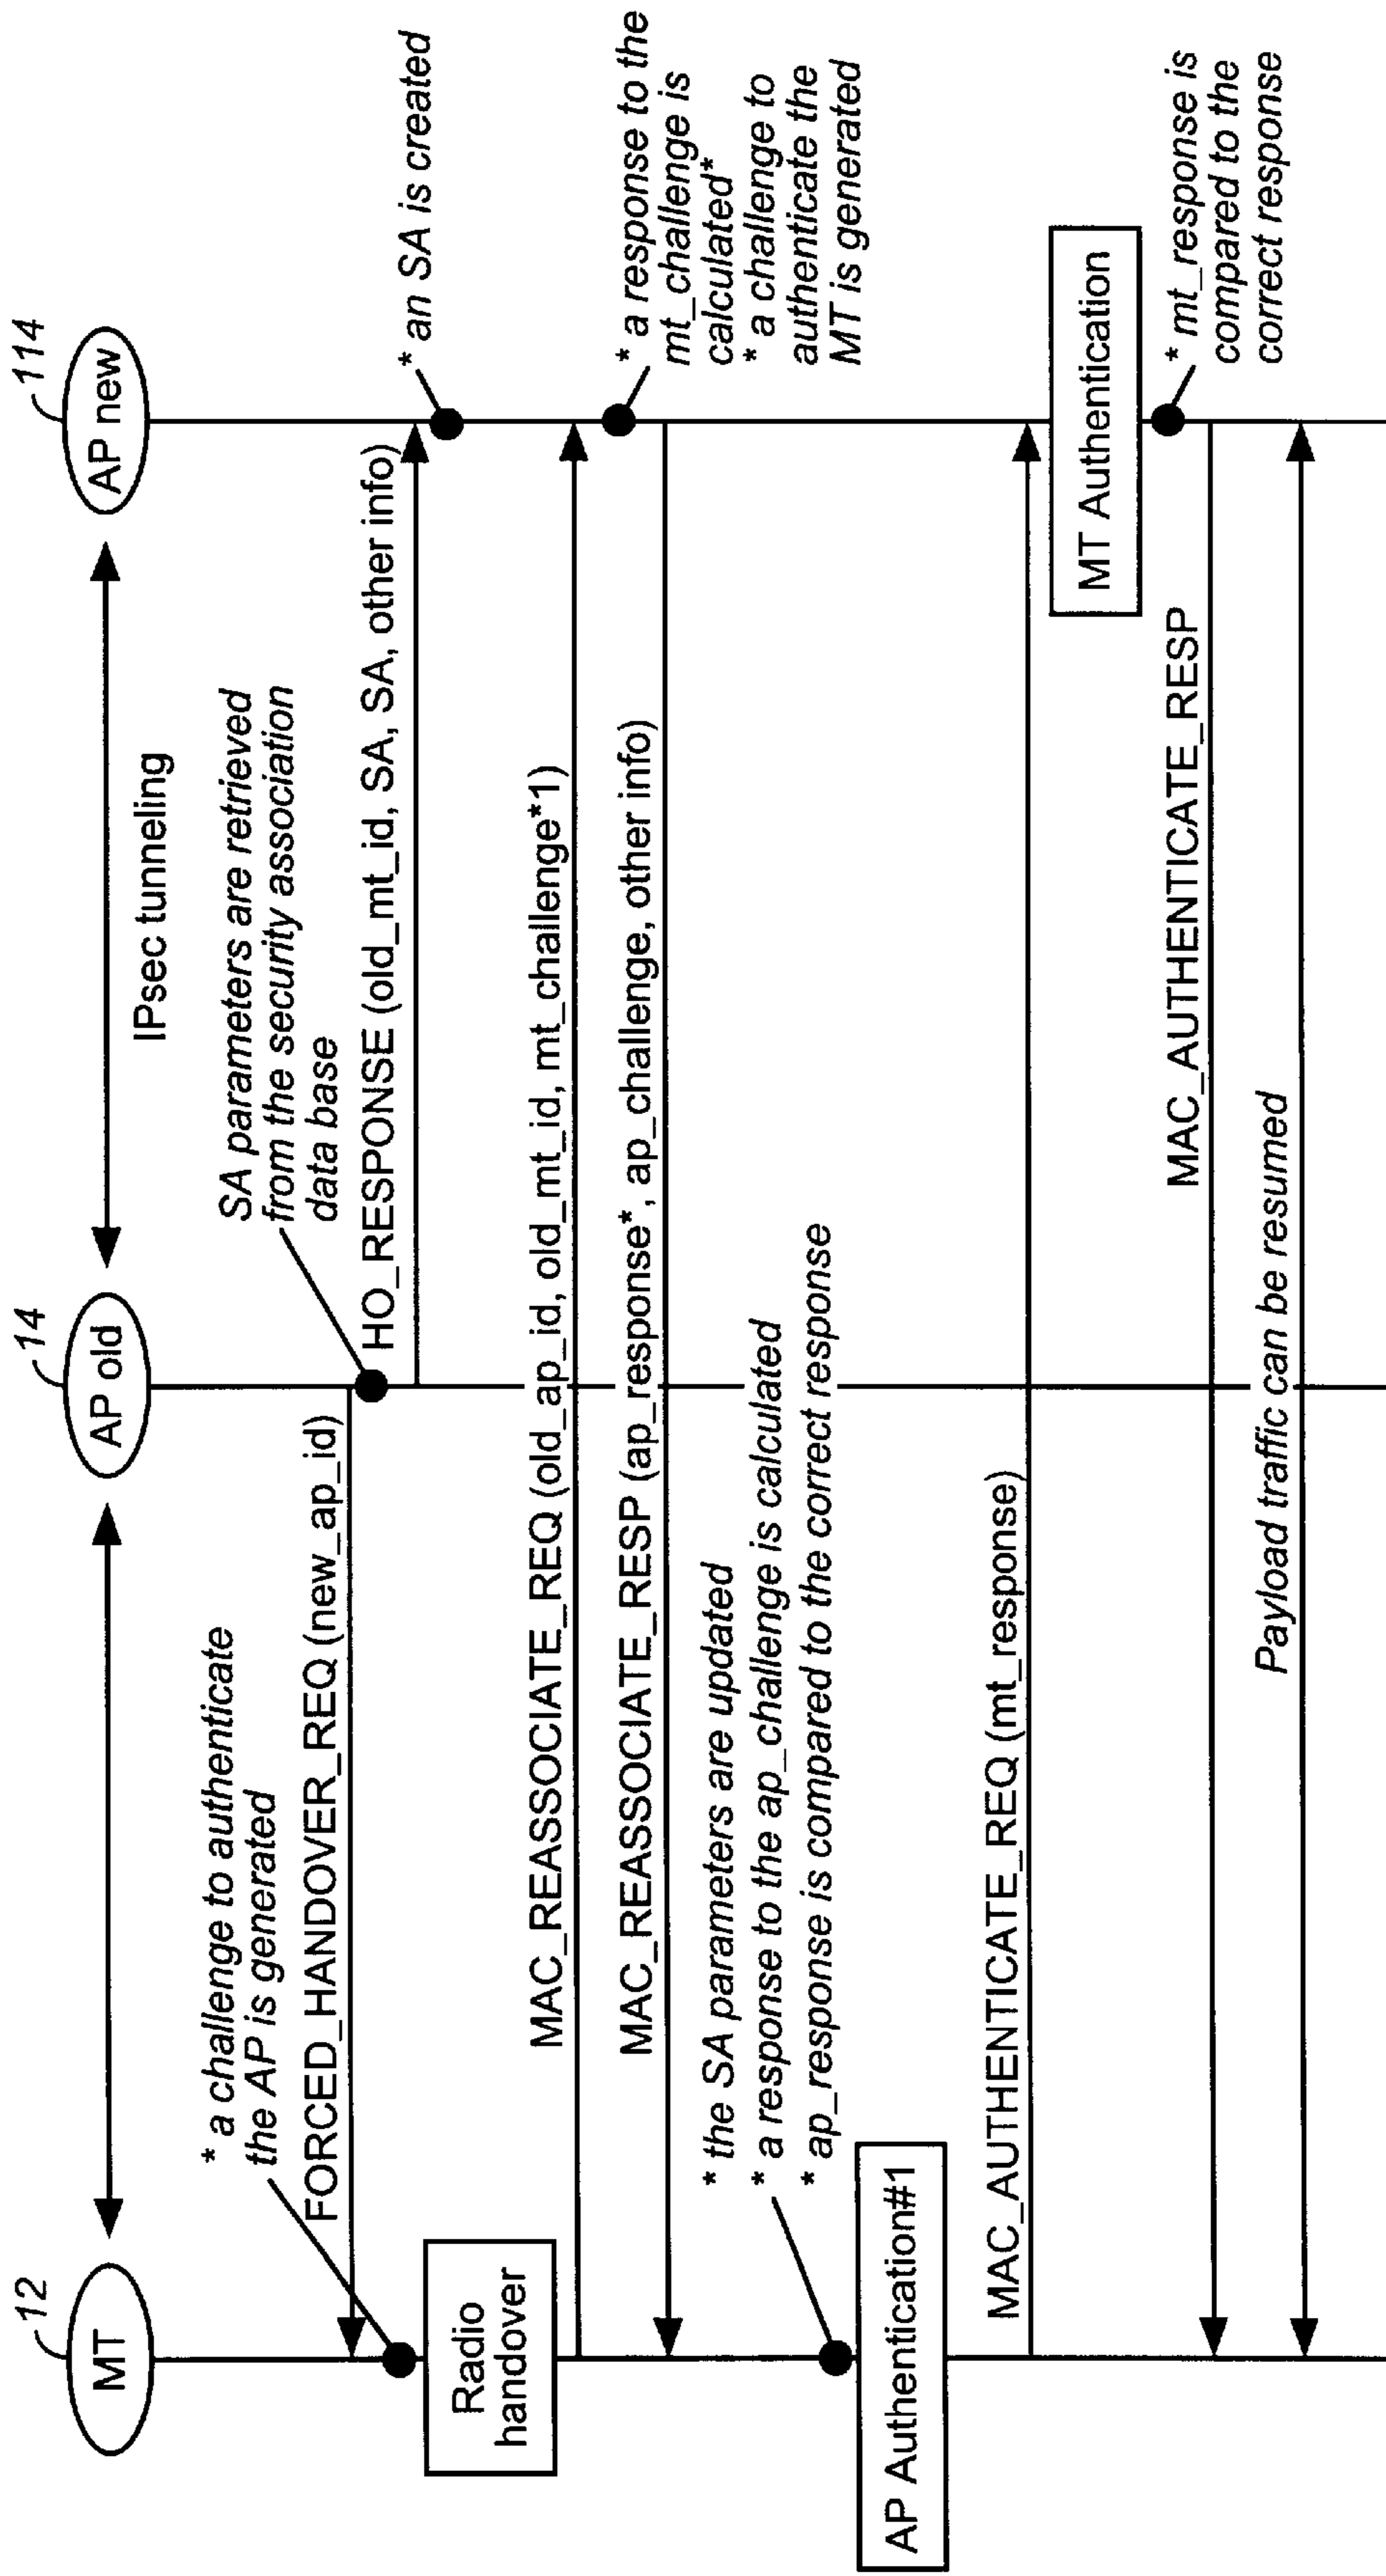 12
MT
14
AP old
114
AP new
IPsec tunneling
* a challenge to authenticate
the AP is generated
FORCED_HANDOVER_REQ (new_ap_id)
SA parameters are retrieved
from the security association
data base
HO_RESPONSE (old_mt_id, SA, SA, other info)
* an SA is created
Radio
handover
MAC_REASSOCIATE_REQ (old_ap_id, old_mt_id, mt_challenge*1)
* a response to the
mt_challenge is
calculated*
* a challenge to
authenticate the
MT is generated
MAC_REASSOCIATE_RESP (ap_response*, ap_challenge, other info)
* the SA parameters are updated
* a response to the ap_challenge is calculated
* ap_response is compared to the correct response
AP Authentication#1
MAC_AUTHENTICATE_REQ (mt_response)
MT Authentication
* mt_response is
compared to the
correct response
MAC_AUTHENTICATE_RESP
Payload traffic can be resumed